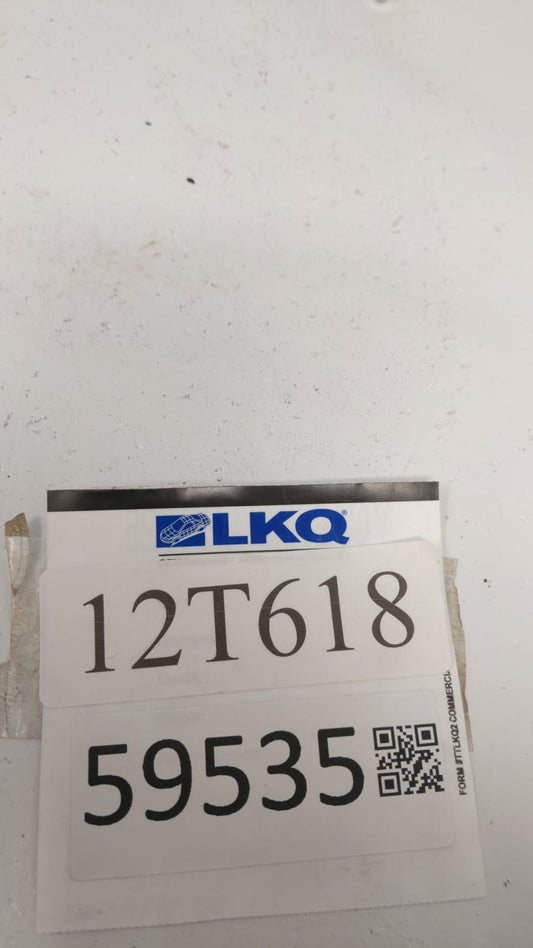 LKQ®
12T618
59535
FORM #TTLKQ2 COMMERCI